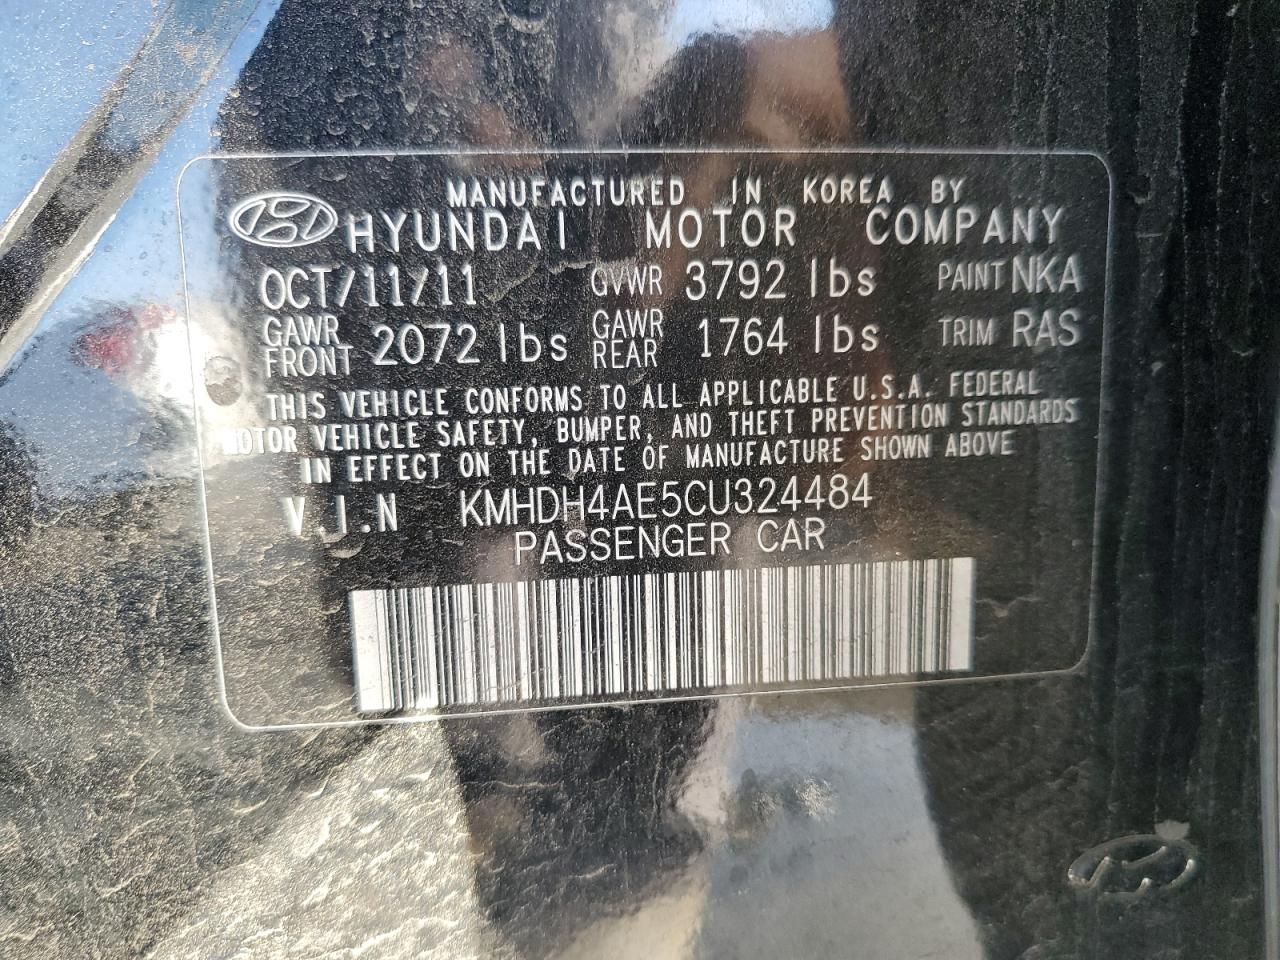 MANUFACTURED IN KOREA BY
HYUNDAI MOTOR COMPANY
OCT/11/11 GVWR 3792 lbs PAINT NKA
GAWR FRONT 2072 lbs GAWR REAR 1764 lbs TRIM RAS
THIS VEHICLE CONFORMS TO ALL APPLICABLE U.S.A. FEDERAL
MOTOR VEHICLE SAFETY, BUMPER, AND THEFT PREVENTION STANDARDS
IN EFFECT ON THE DATE OF MANUFACTURE SHOWN ABOVE
V.I.N KMHDH4AE5CU324484
PASSENGER CAR